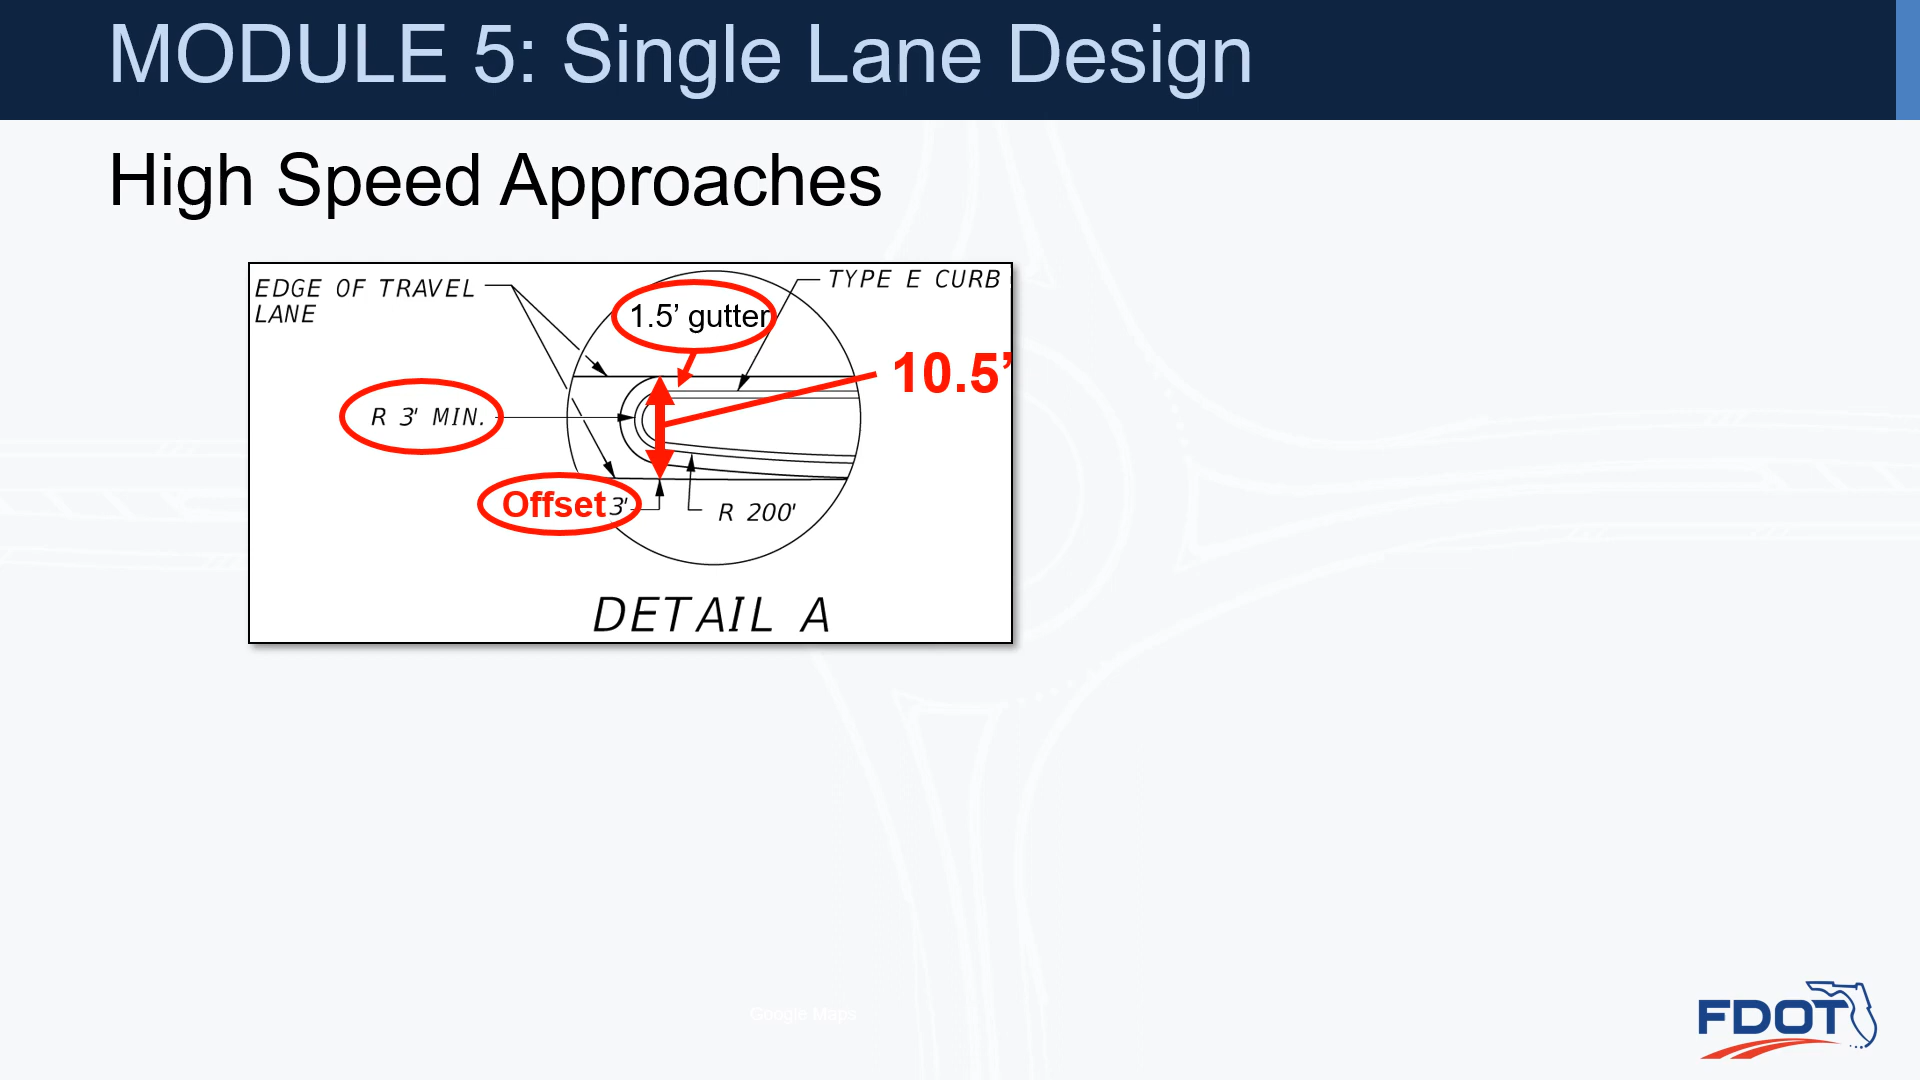 MODULE 5: Single Lane Design
High Speed Approaches
EDGE OF TRAVEL
LANE
TYPE E CURB
1.5’ gutter
10.5’
R 3' MIN.
Offset 3'
R 200'
DETAIL A
Google Maps
FDOT